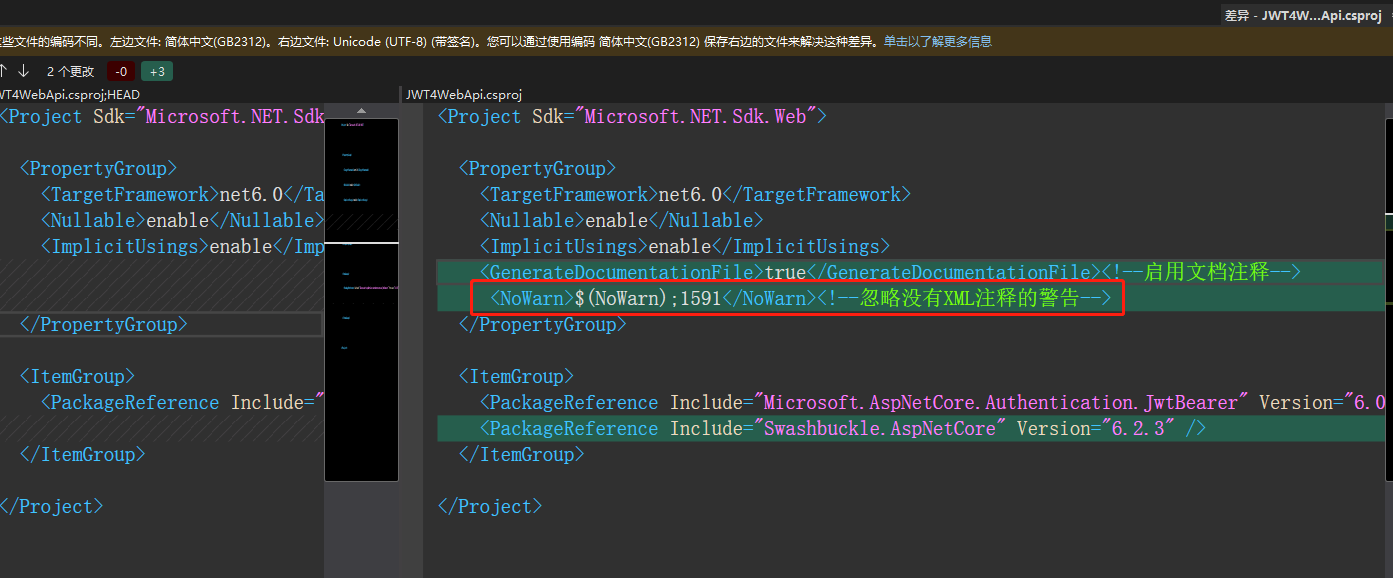 差异 - JWT4W...Api.csproj
些文件的编码不同。左边文件: 简体中文(GB2312)。右边文件: Unicode (UTF-8) (带签名)。您可以通过使用编码 简体中文(GB2312) 保存右边的文件来解决这种差异。单击以了解更多信息
↑ ↓ 2 个更改 -0 +3
WT4WebApi.csproj;HEAD
<Project Sdk="Microsoft.NET.Sdk
<PropertyGroup>
<TargetFramework>net6.0</Ta
<Nullable>enable</Nullable>
<ImplicitUsings>enable</Imp
</PropertyGroup>
<ItemGroup>
<PackageReference Include="
</ItemGroup>
</Project>
JWT4WebApi.csproj
<Project Sdk="Microsoft.NET.Sdk.Web">
<PropertyGroup>
<TargetFramework>net6.0</TargetFramework>
<Nullable>enable</Nullable>
<ImplicitUsings>enable</ImplicitUsings>
<GenerateDocumentationFile>true</GenerateDocumentationFile><!--启用文档注释-->
<NoWarn>$(NoWarn);1591</NoWarn><!--忽略没有XML注释的警告-->
</PropertyGroup>
<ItemGroup>
<PackageReference Include="Microsoft.AspNetCore.Authentication.JwtBearer" Version="6.0
<PackageReference Include="Swashbuckle.AspNetCore" Version="6.2.3" />
</ItemGroup>
</Project>